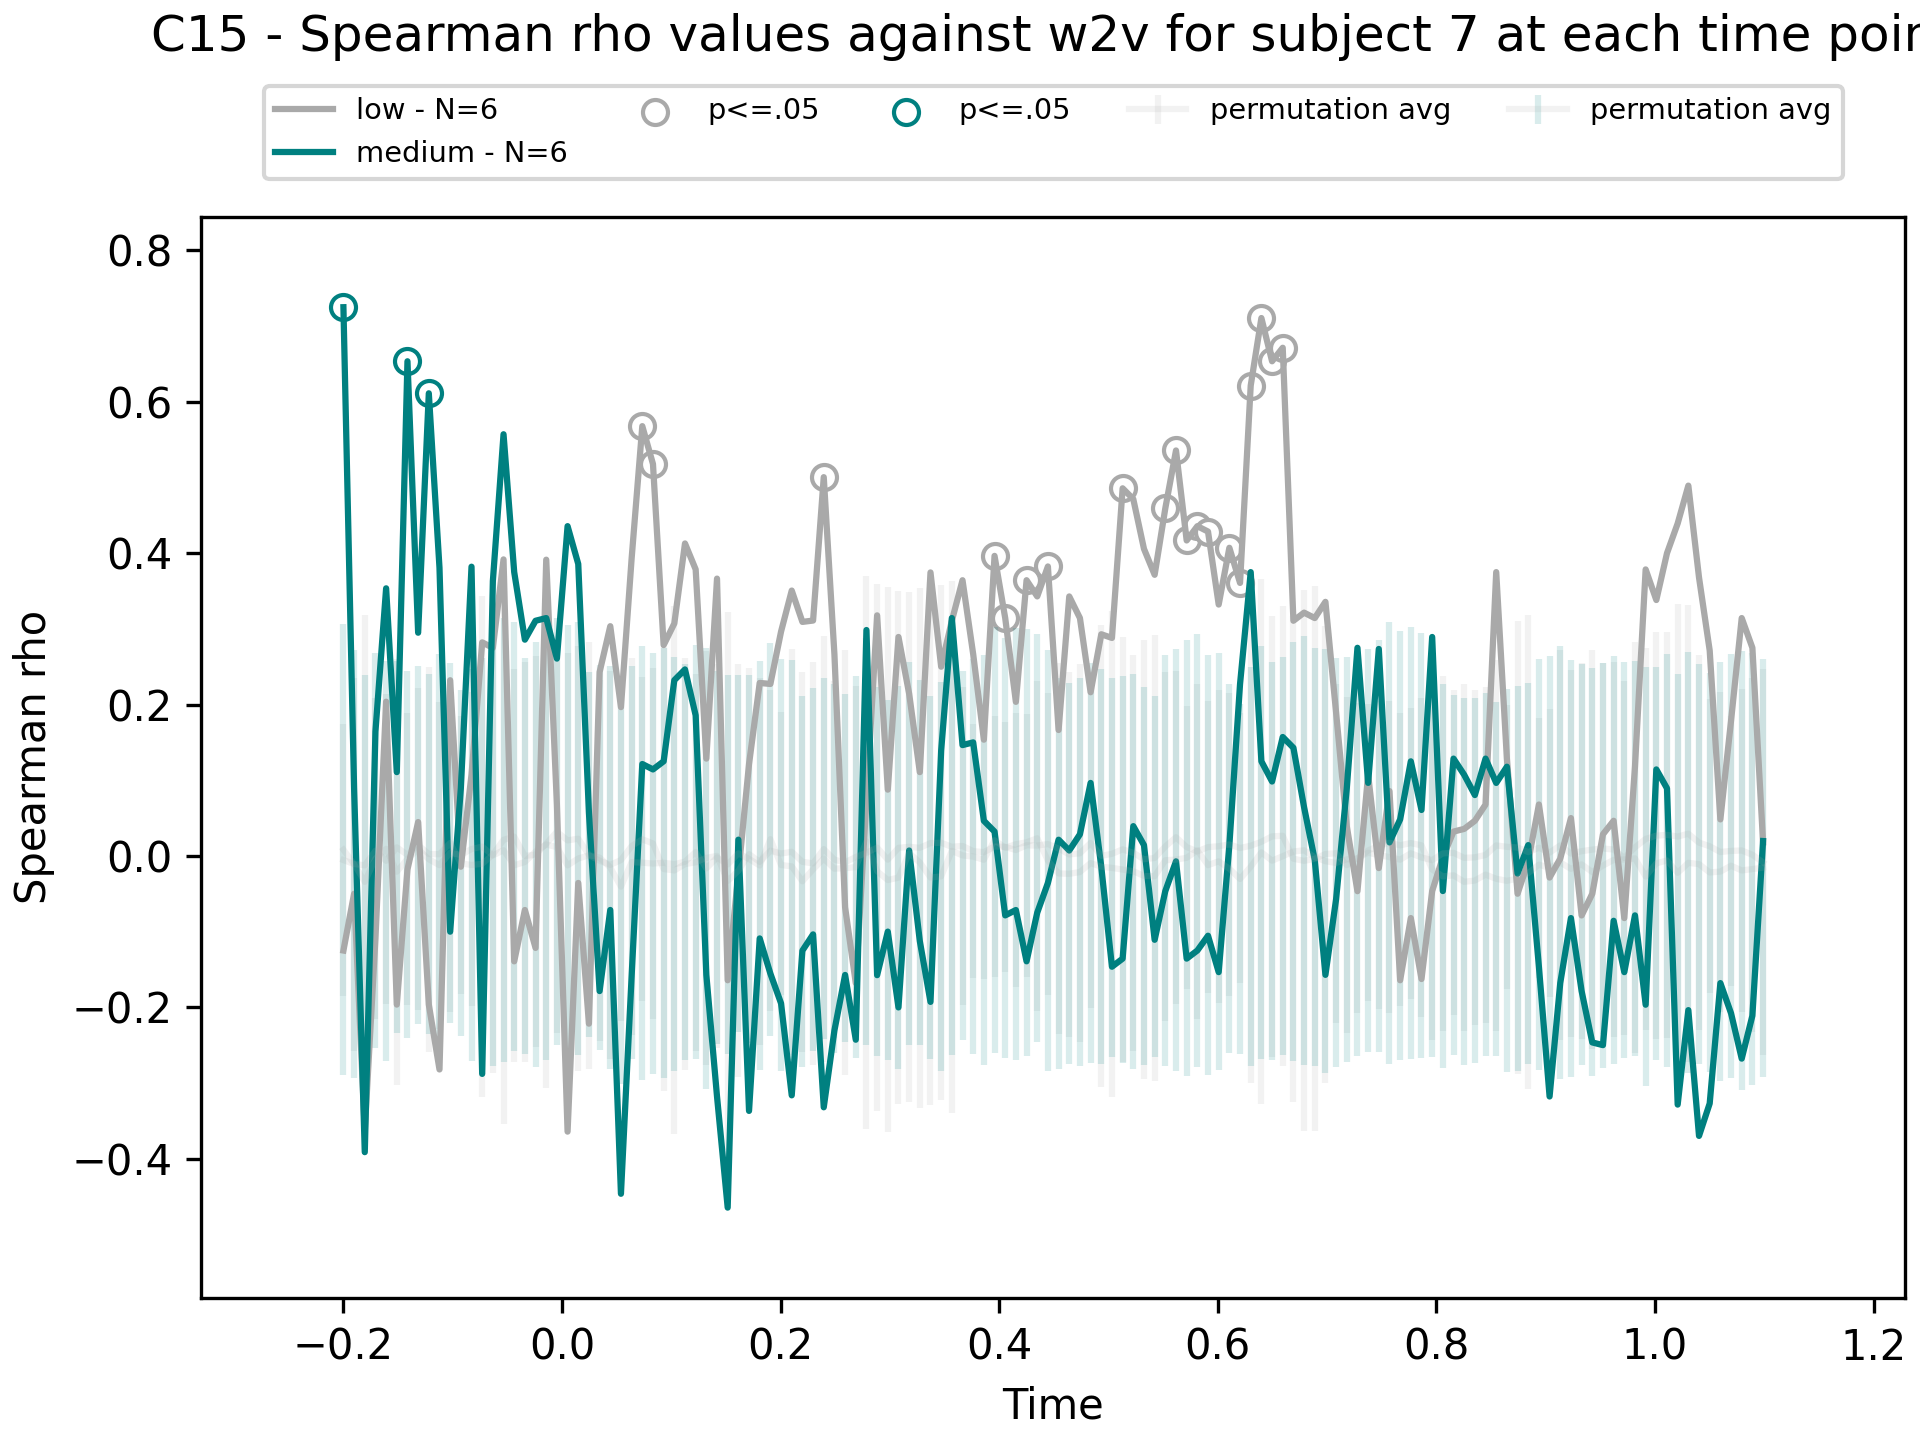 C15 - Spearman rho values against w2v for subject 7 at each time poin
low - N=6 p<=.05 p<=.05 permutation avg permutation avg
medium - N=6
0.8
0.6
0.4
0.2
0.0
−0.2
−0.4
Spearman rho
−0.2 0.0 0.2 0.4 0.6 0.8 1.0 1.2
Time